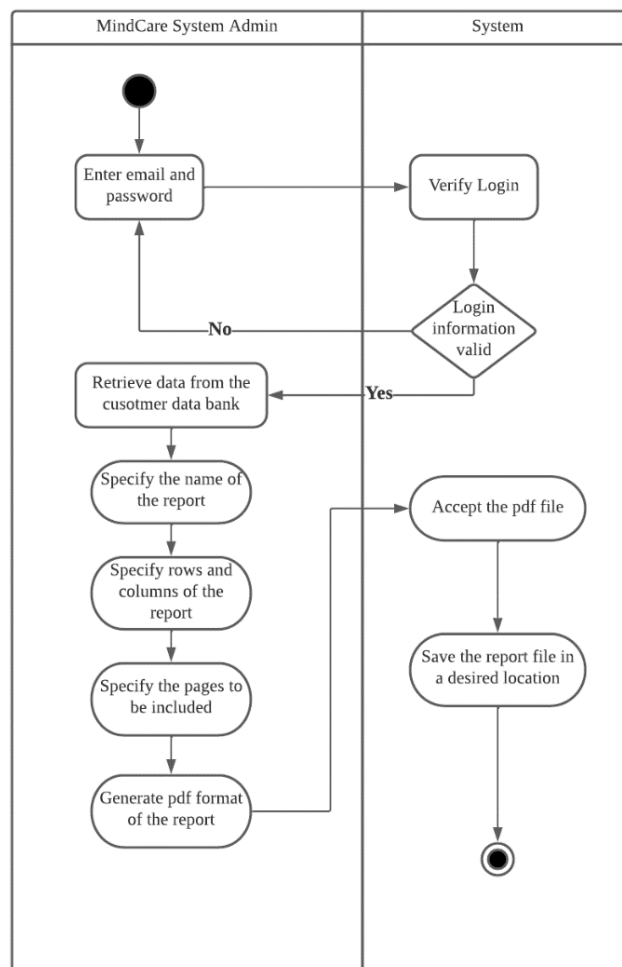 MindCare System Admin
System
Enter email and
password
Verify Login
Login
information
valid
No
Yes
Retrieve data from the
cusotmer data bank
Specify the name of
the report
Specify rows and
columns of the
report
Specify the pages to
be included
Generate pdf format
of the report
Accept the pdf file
Save the report file in
a desired location